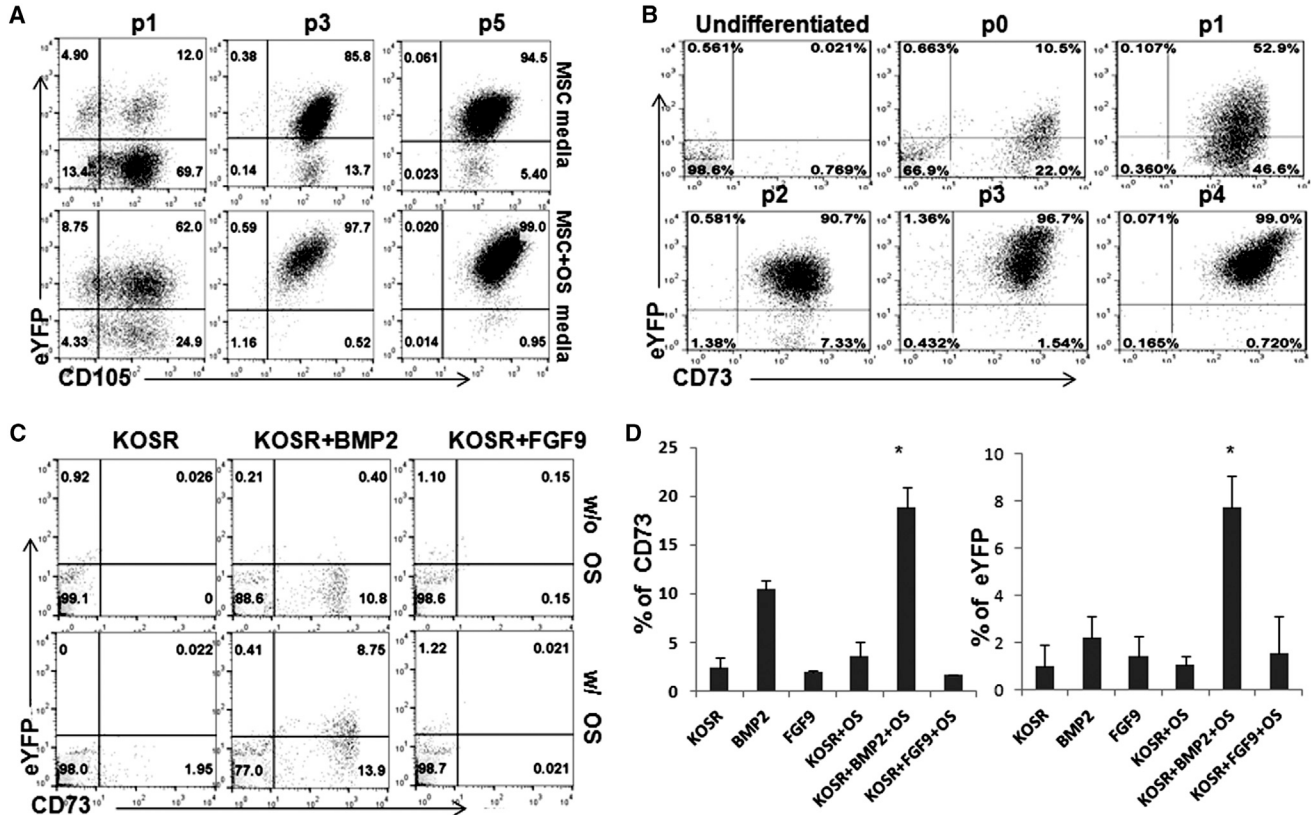 A
p1 p3 p5
4.90 12.0 0.38 85.8 0.061 94.5
13.4 69.7 0.14 13.7 0.023 5.40
MSC media
8.75 62.0 0.59 97.7 0.020 99.0
4.33 24.9 1.16 0.52 0.014 0.95
MSC+OS media
eYFP
CD105
B
Undifferentiated p0 p1
0.561% 0.021% 0.663% 10.5% 0.107% 52.9%
98.6% 0.769% 66.9% 22.0% 0.360% 46.6%
p2 p3 p4
0.581% 90.7% 1.36% 96.7% 0.071% 99.0%
1.38% 7.33% 0.432% 1.54% 0.165% 0.720%
eYFP
CD73
C
KOSR KOSR+BMP2 KOSR+FGF9
0.92 0.026 0.21 0.40 1.10 0.15
99.1 0 88.6 10.8 98.6 0.15
w/o OS
0 0.022 0.41 8.75 1.22 0.021
98.0 1.95 77.0 13.9 98.7 0.021
w/ OS
eYFP
CD73
D
% of CD73
25
20
15
10
5
0
*
KOSR BMP2 FGF9 KOSR+OS KOSR+BMP2+OS KOSR+FGF9+OS
% of eYFP
10
8
6
4
2
0
*
KOSR BMP2 FGF9 KOSR+OS KOSR+BMP2+OS KOSR+FGF9+OS